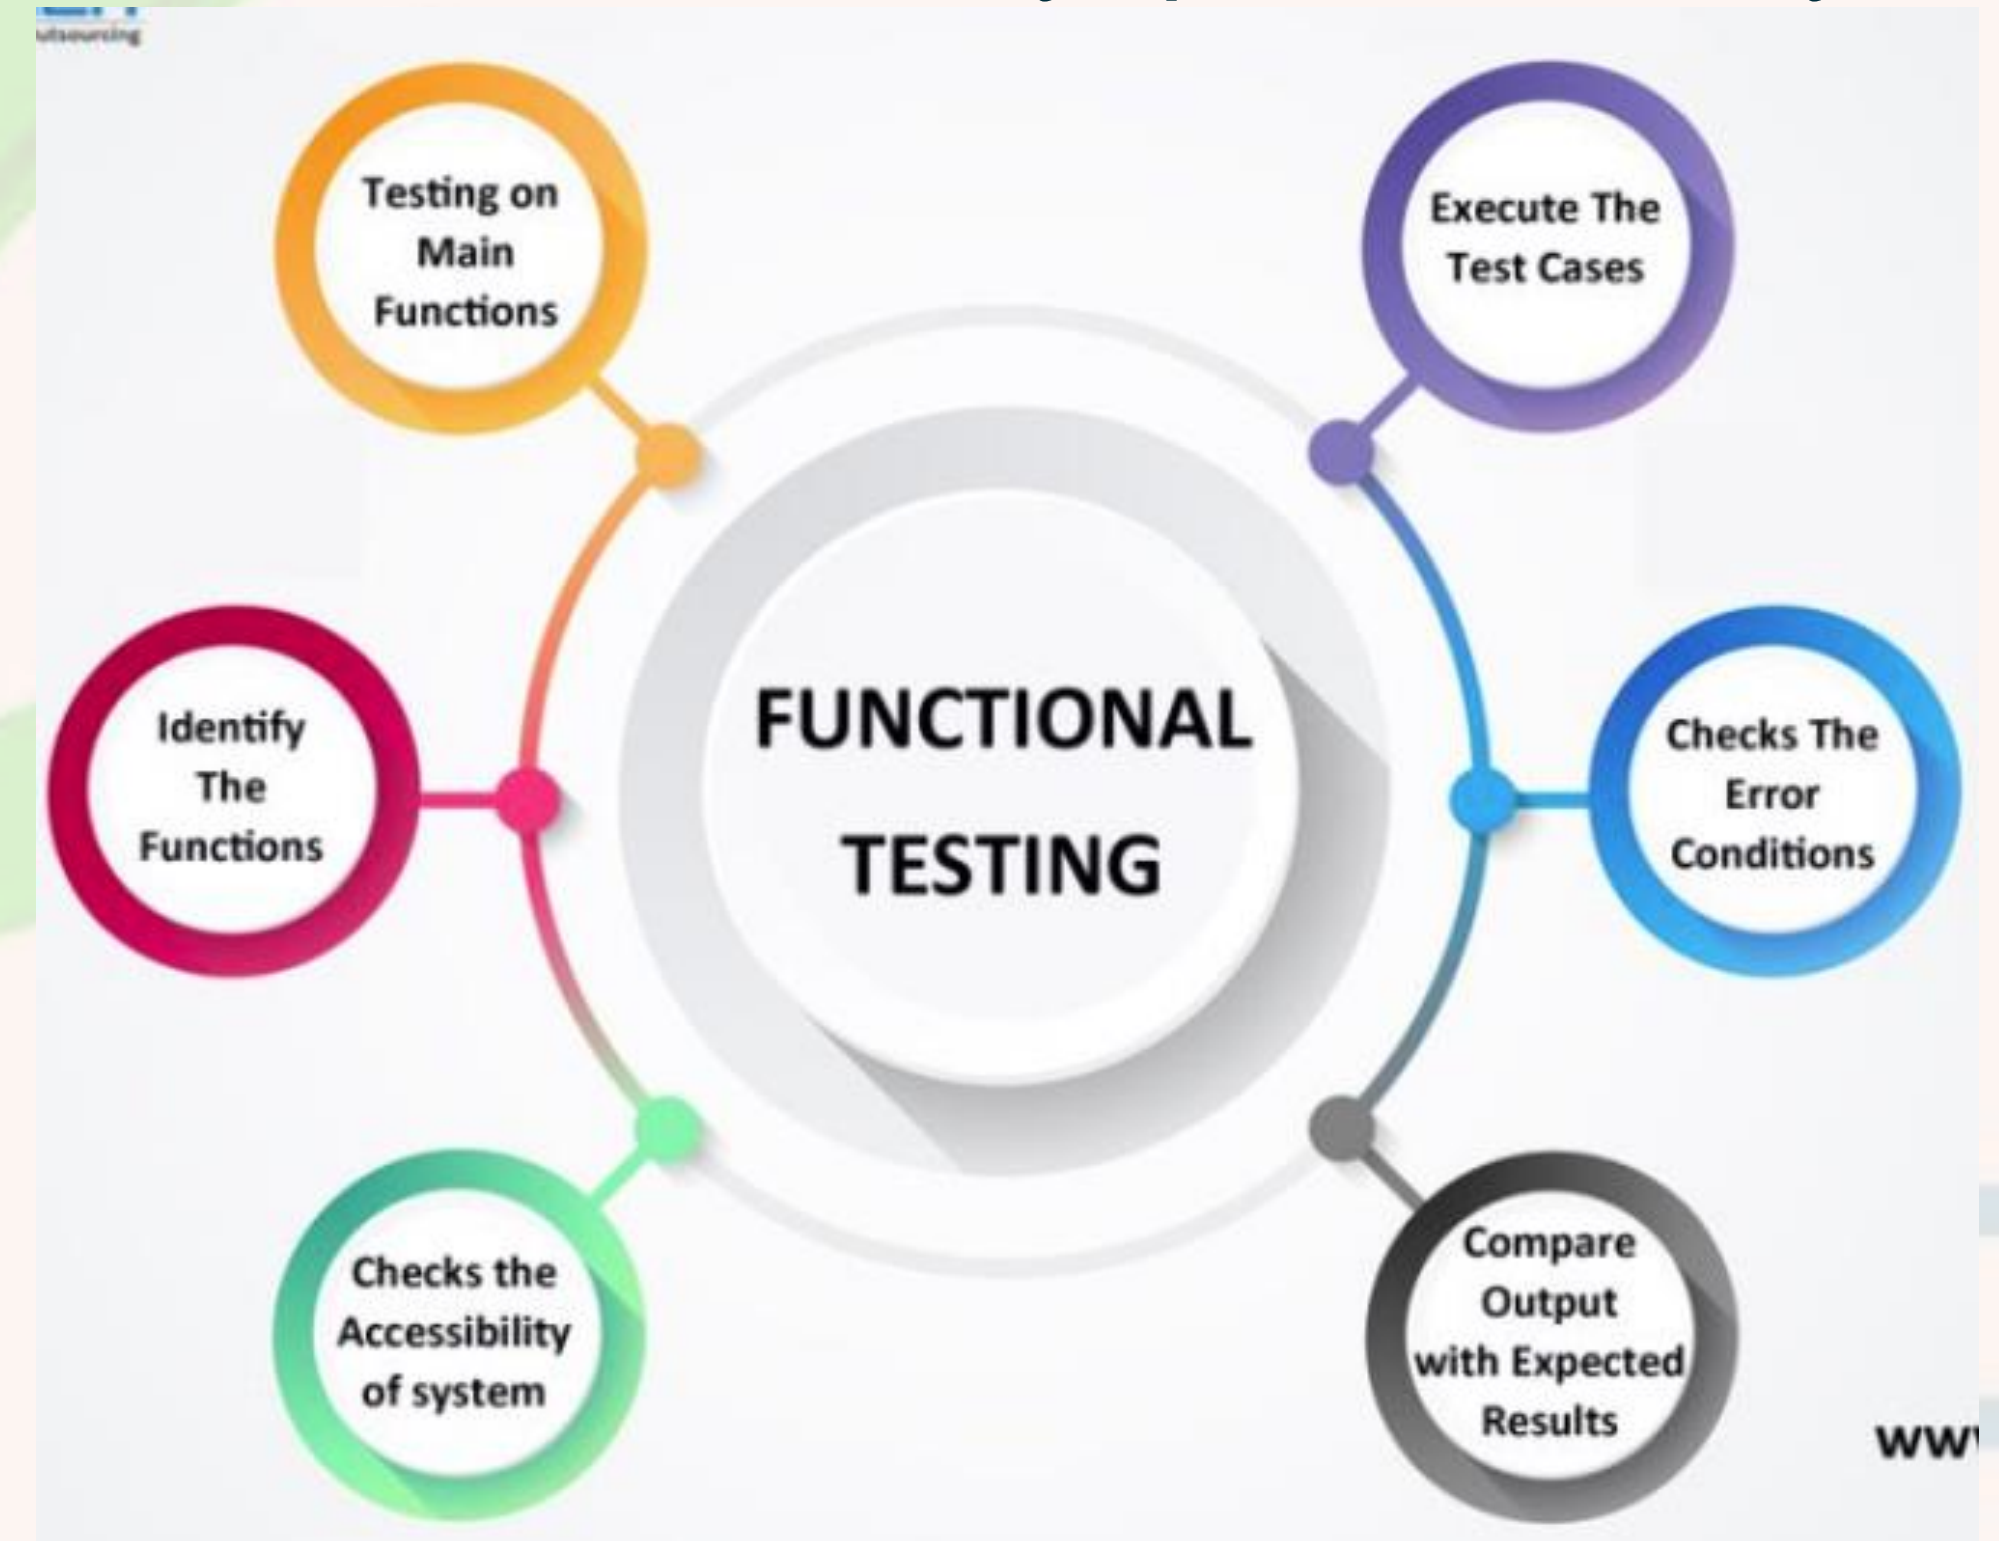 utsourcing
Testing on
Main
Functions
Execute The
Test Cases
Identify
The
Functions
FUNCTIONAL
TESTING
Checks The
Error
Conditions
Checks the
Accessibility
of system
Compare
Output
with Expected
Results